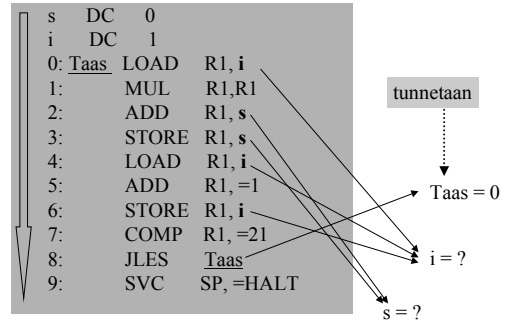 s DC 0
i DC 1
0: Taas LOAD R1, i
1: MUL R1,R1
2: ADD R1, s
3: STORE R1, s
4: LOAD R1, i
5: ADD R1, =1
6: STORE R1, i
7: COMP R1, =21
8: JLES Taas
9: SVC SP, =HALT
tunnetaan
Taas = 0
i = ?
s = ?